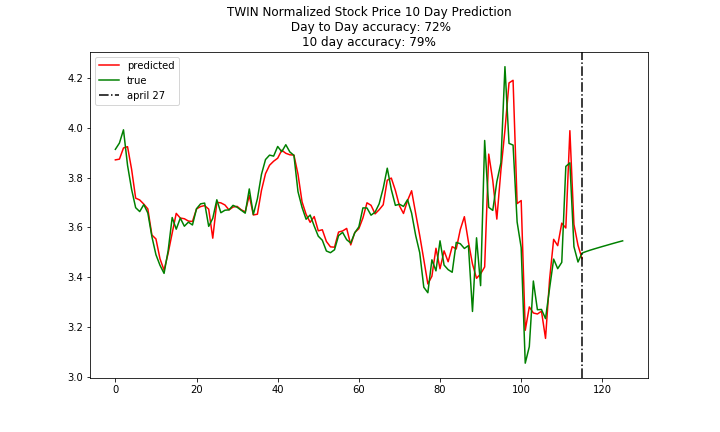 TWIN Normalized Stock Price 10 Day Prediction
Day to Day accuracy: 72%
10 day accuracy: 79%
predicted
true
april 27
4.2
4.0
3.8
3.6
3.4
3.2
3.0
0 20 40 60 80 100 120